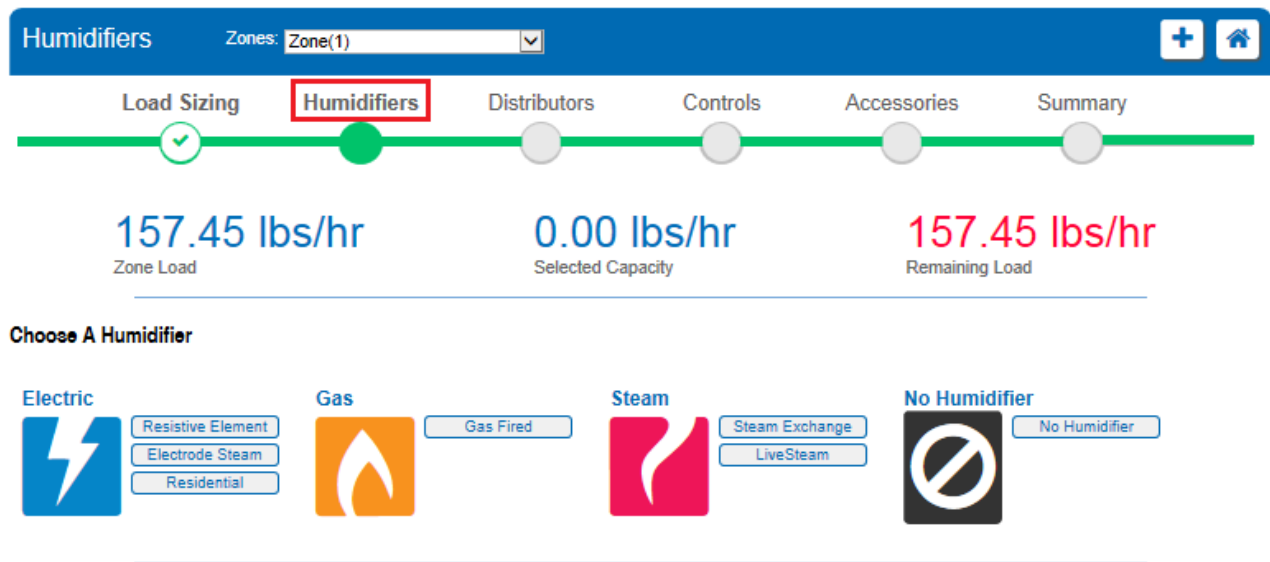 Humidifiers Zones: Zone(1)
Load Sizing Humidifiers Distributors Controls Accessories Summary
157.45 lbs/hr 0.00 lbs/hr 157.45 lbs/hr
Zone Load Selected Capacity Remaining Load
Choose A Humidifier
Electric Gas Steam No Humidifier
Resistive Element Gas Fired Steam Exchange No Humidifier
Electrode Steam LiveSteam
Residential